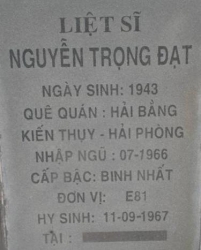 LIỆT SĨ
NGUYỄN TRỌNG ĐẠT
NGÀY SINH: 1943
QUÊ QUÁN : HẢI BẰNG
KIẾN THỤY - HẢI PHÒNG
NHẬP NGŨ : 07-1966
CẤP BẬC: BINH NHẤT
ĐƠN VỊ: E81
HY SINH: 11-09-1967
TẠI :